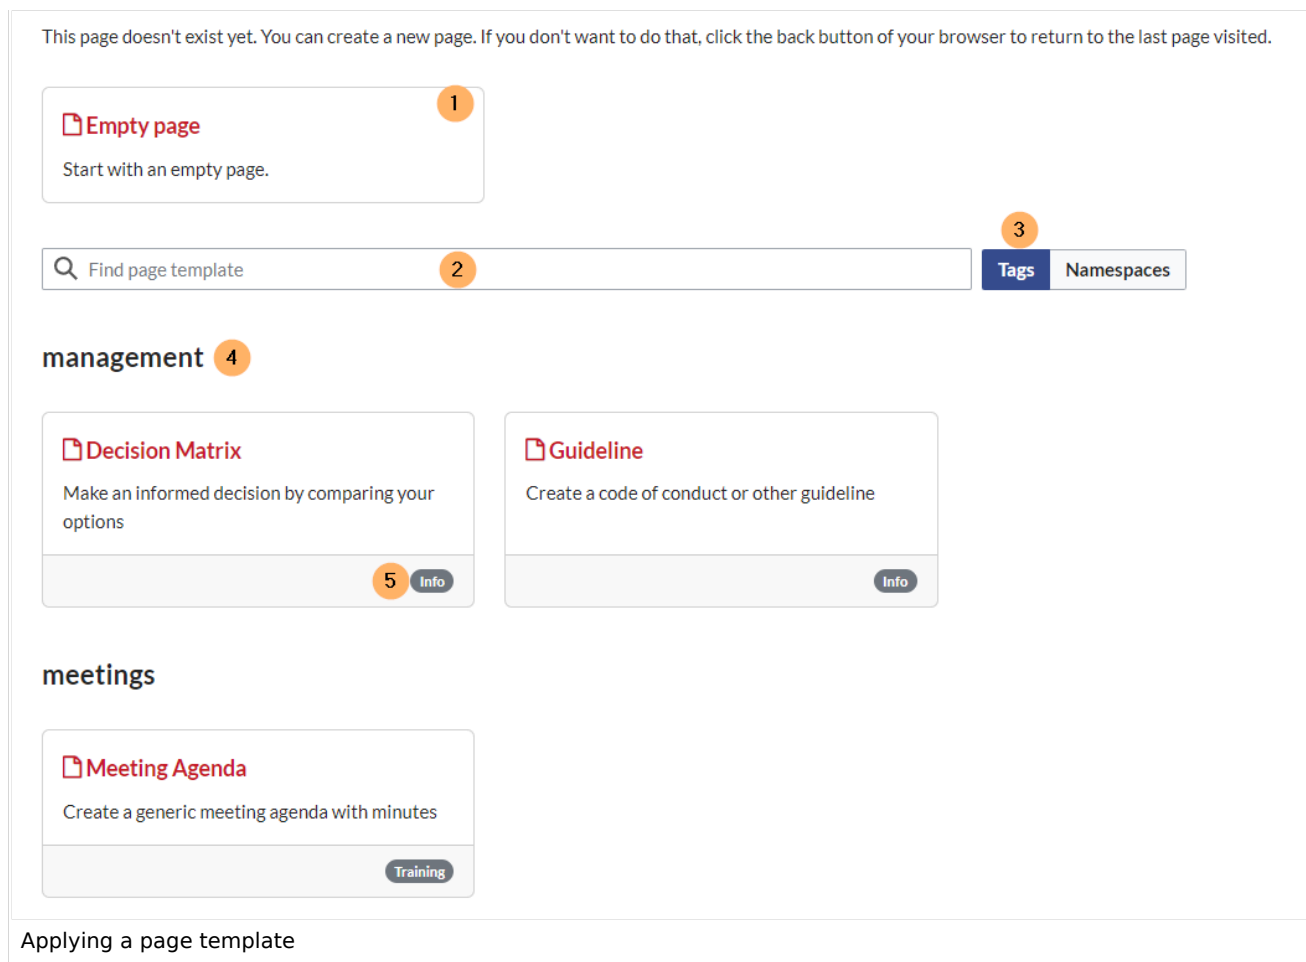 This page doesn't exist yet. You can create a new page. If you don't want to do that, click the back button of your browser to return to the last page visited.
1
Empty page
Start with an empty page.
3
Find page template
2
Tags
Namespaces
management
4
Decision Matrix
Make an informed decision by comparing your
options
5
Info
Guideline
Create a code of conduct or other guideline
Info
meetings
Meeting Agenda
Create a generic meeting agenda with minutes
Training
Applying a page template